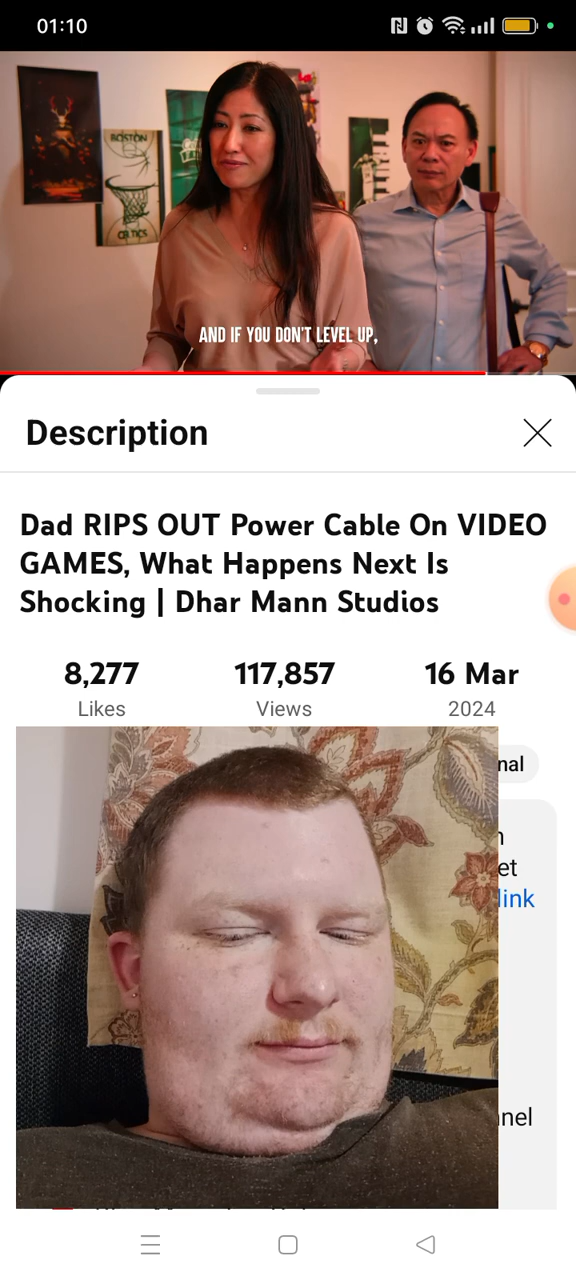 01:10
BOSTON
CELTICS
AND IF YOU DON'T LEVEL UP,
Description
Dad RIPS OUT Power Cable On VIDEO
GAMES, What Happens Next Is
Shocking | Dhar Mann Studios
8,277
Likes
117,857
Views
16 Mar
2024
nal
et
link
nnel